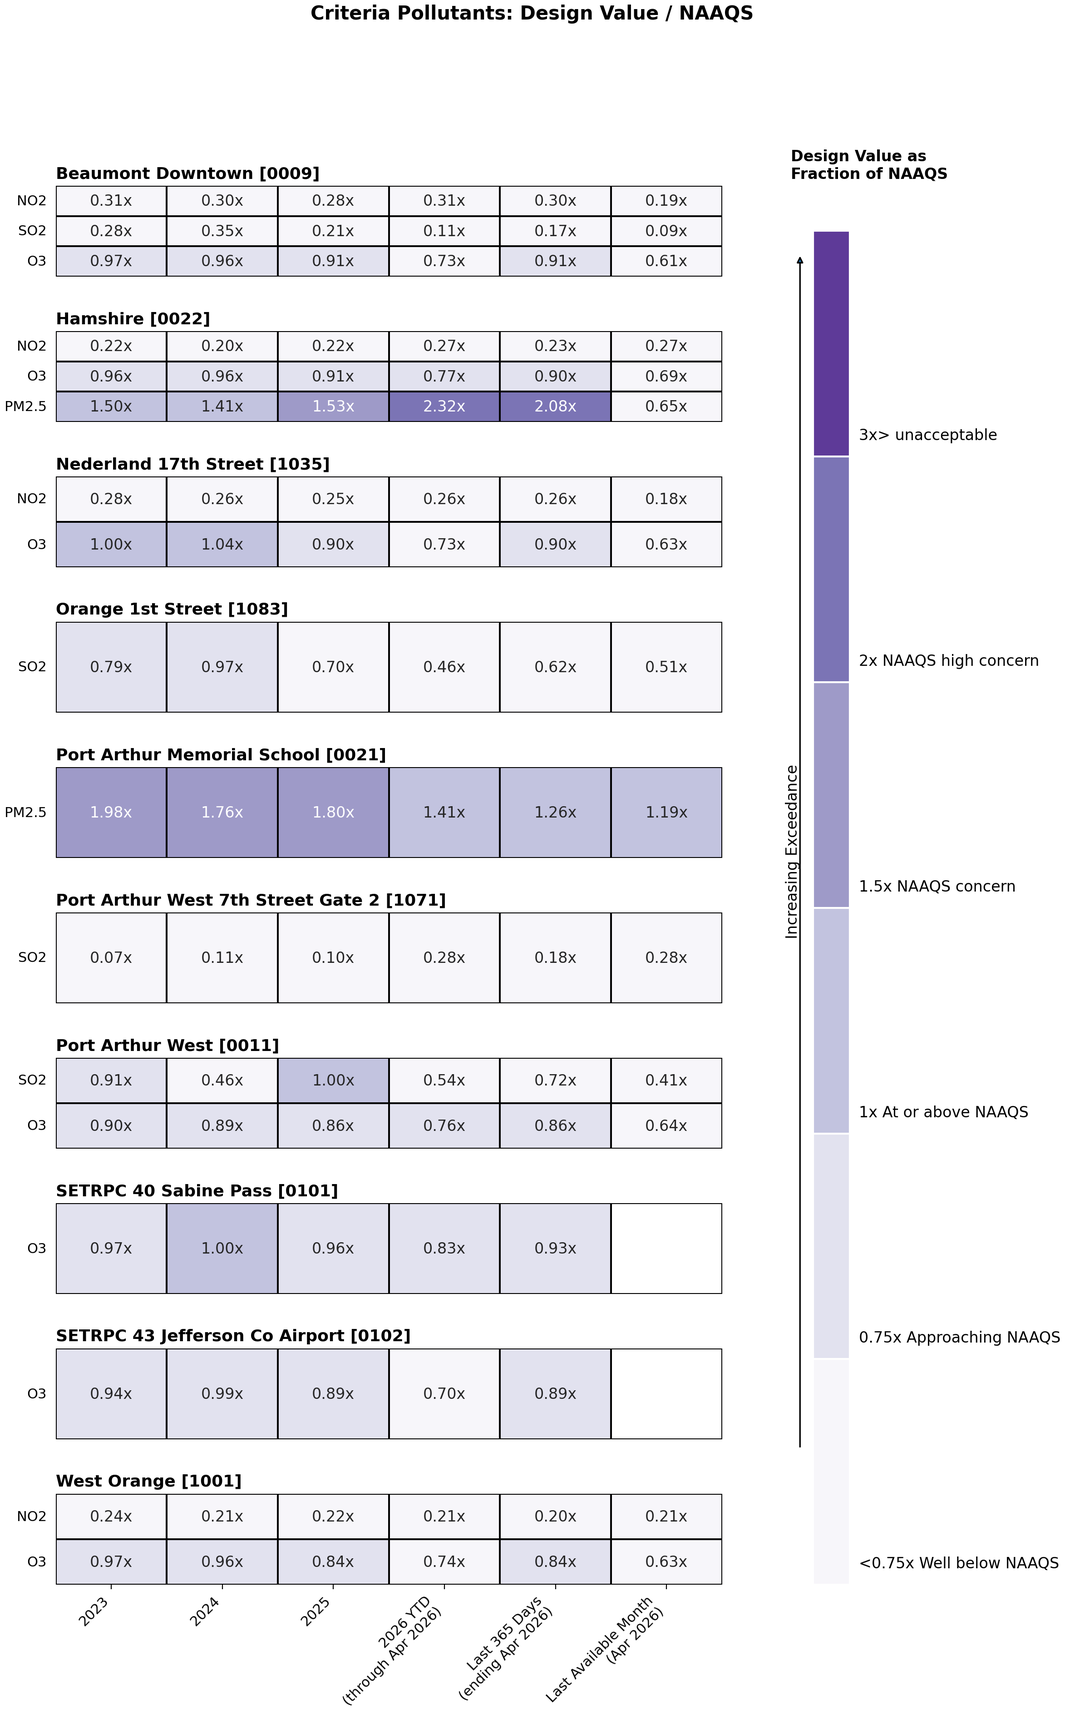 Criteria Pollutants: Design Value / NAAQS
Beaumont Downtown [0009]
NO2 0.31x 0.30x 0.28x 0.31x 0.30x 0.19x
SO2 0.28x 0.35x 0.21x 0.11x 0.17x 0.09x
O3 0.97x 0.96x 0.91x 0.73x 0.91x 0.61x
Hamshire [0022]
NO2 0.22x 0.20x 0.22x 0.27x 0.23x 0.27x
O3 0.96x 0.96x 0.91x 0.77x 0.90x 0.69x
PM2.5 1.50x 1.41x 1.53x 2.32x 2.08x 0.65x
Nederland 17th Street [1035]
NO2 0.28x 0.26x 0.25x 0.26x 0.26x 0.18x
O3 1.00x 1.04x 0.90x 0.73x 0.90x 0.63x
Orange 1st Street [1083]
SO2 0.79x 0.97x 0.70x 0.46x 0.62x 0.51x
Port Arthur Memorial School [0021]
PM2.5 1.98x 1.76x 1.80x 1.41x 1.26x 1.19x
Port Arthur West 7th Street Gate 2 [1071]
SO2 0.07x 0.11x 0.10x 0.28x 0.18x 0.28x
Port Arthur West [0011]
SO2 0.91x 0.46x 1.00x 0.54x 0.72x 0.41x
O3 0.90x 0.89x 0.86x 0.76x 0.86x 0.64x
SETRPC 40 Sabine Pass [0101]
O3 0.97x 1.00x 0.96x 0.83x 0.93x
SETRPC 43 Jefferson Co Airport [0102]
O3 0.94x 0.99x 0.89x 0.70x 0.89x
West Orange [1001]
NO2 0.24x 0.21x 0.22x 0.21x 0.20x 0.21x
O3 0.97x 0.96x 0.84x 0.74x 0.84x 0.63x
2023
2024
2025
2026 YTD
(through Apr 2026)
Last 365 Days
(ending Apr 2026)
Last Available Month
(Apr 2026)
Design Value as
Fraction of NAAQS
Increasing Exceedance
3x> unacceptable
2x NAAQS high concern
1.5x NAAQS concern
1x At or above NAAQS
0.75x Approaching NAAQS
<0.75x Well below NAAQS